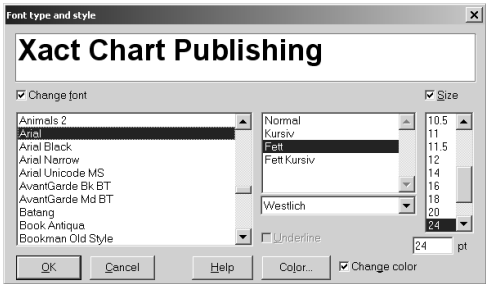 Font type and style
Xact Chart Publishing
Change font
Size
Animals 2
Arial
Arial Black
Arial Narrow
Arial Unicode MS
AvantGarde Bk BT
AvantGarde Md BT
Batang
Book Antiqua
Bookman Old Style
Normal
Kursiv
Fett
Fett Kursiv
Westlich
Underline
10.5
11
11.5
12
14
16
18
20
24
24 pt
OK Cancel Help Color... Change color